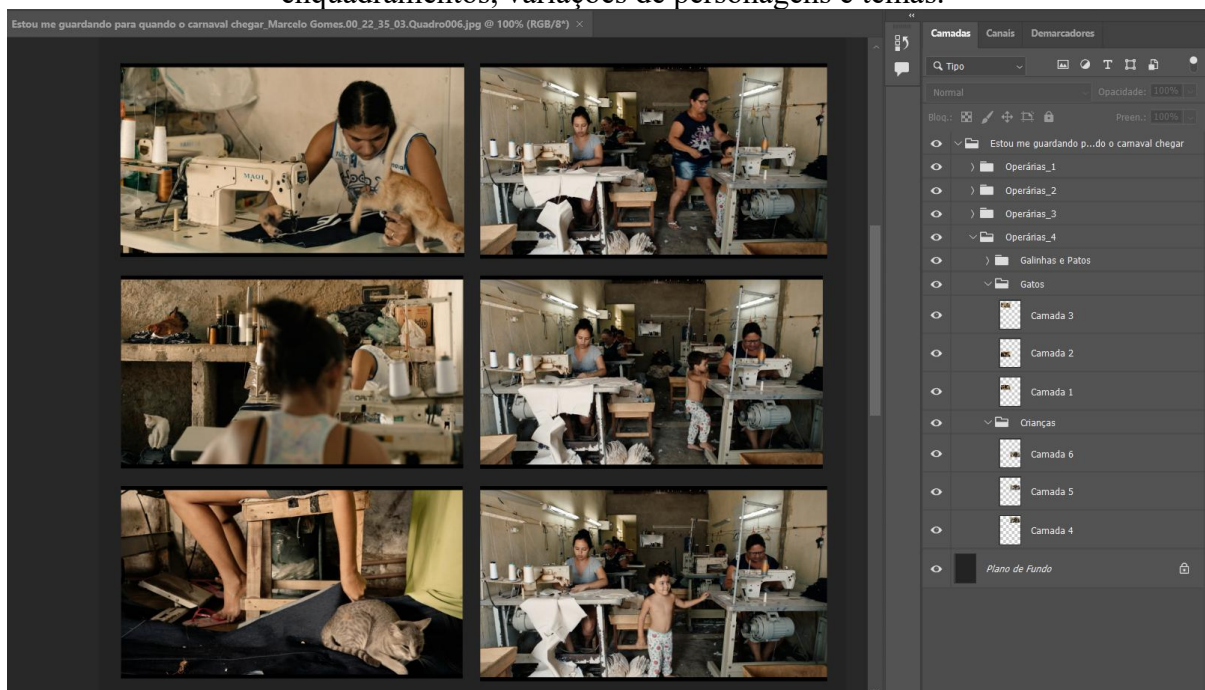 enquadramentos, variações de personagens e temas.
Estou me guardando para quando o carnaval chegar_Marcelo Gomes.00_22_35_03.Quadro006.jpg @ 100% (RGB/8*) ×
Camadas Canais Demarcadores
Tipo
Normal Opacidade: 100%
Bloq.: Preen.: 100%
Estou me guardando p...do o carnaval chegar
Operárias_1
Operárias_2
Operárias_3
Operárias_4
Galinhas e Patos
Gatos
Camada 3
Camada 2
Camada 1
Crianças
Camada 6
Camada 5
Camada 4
Plano de Fundo
MAQI